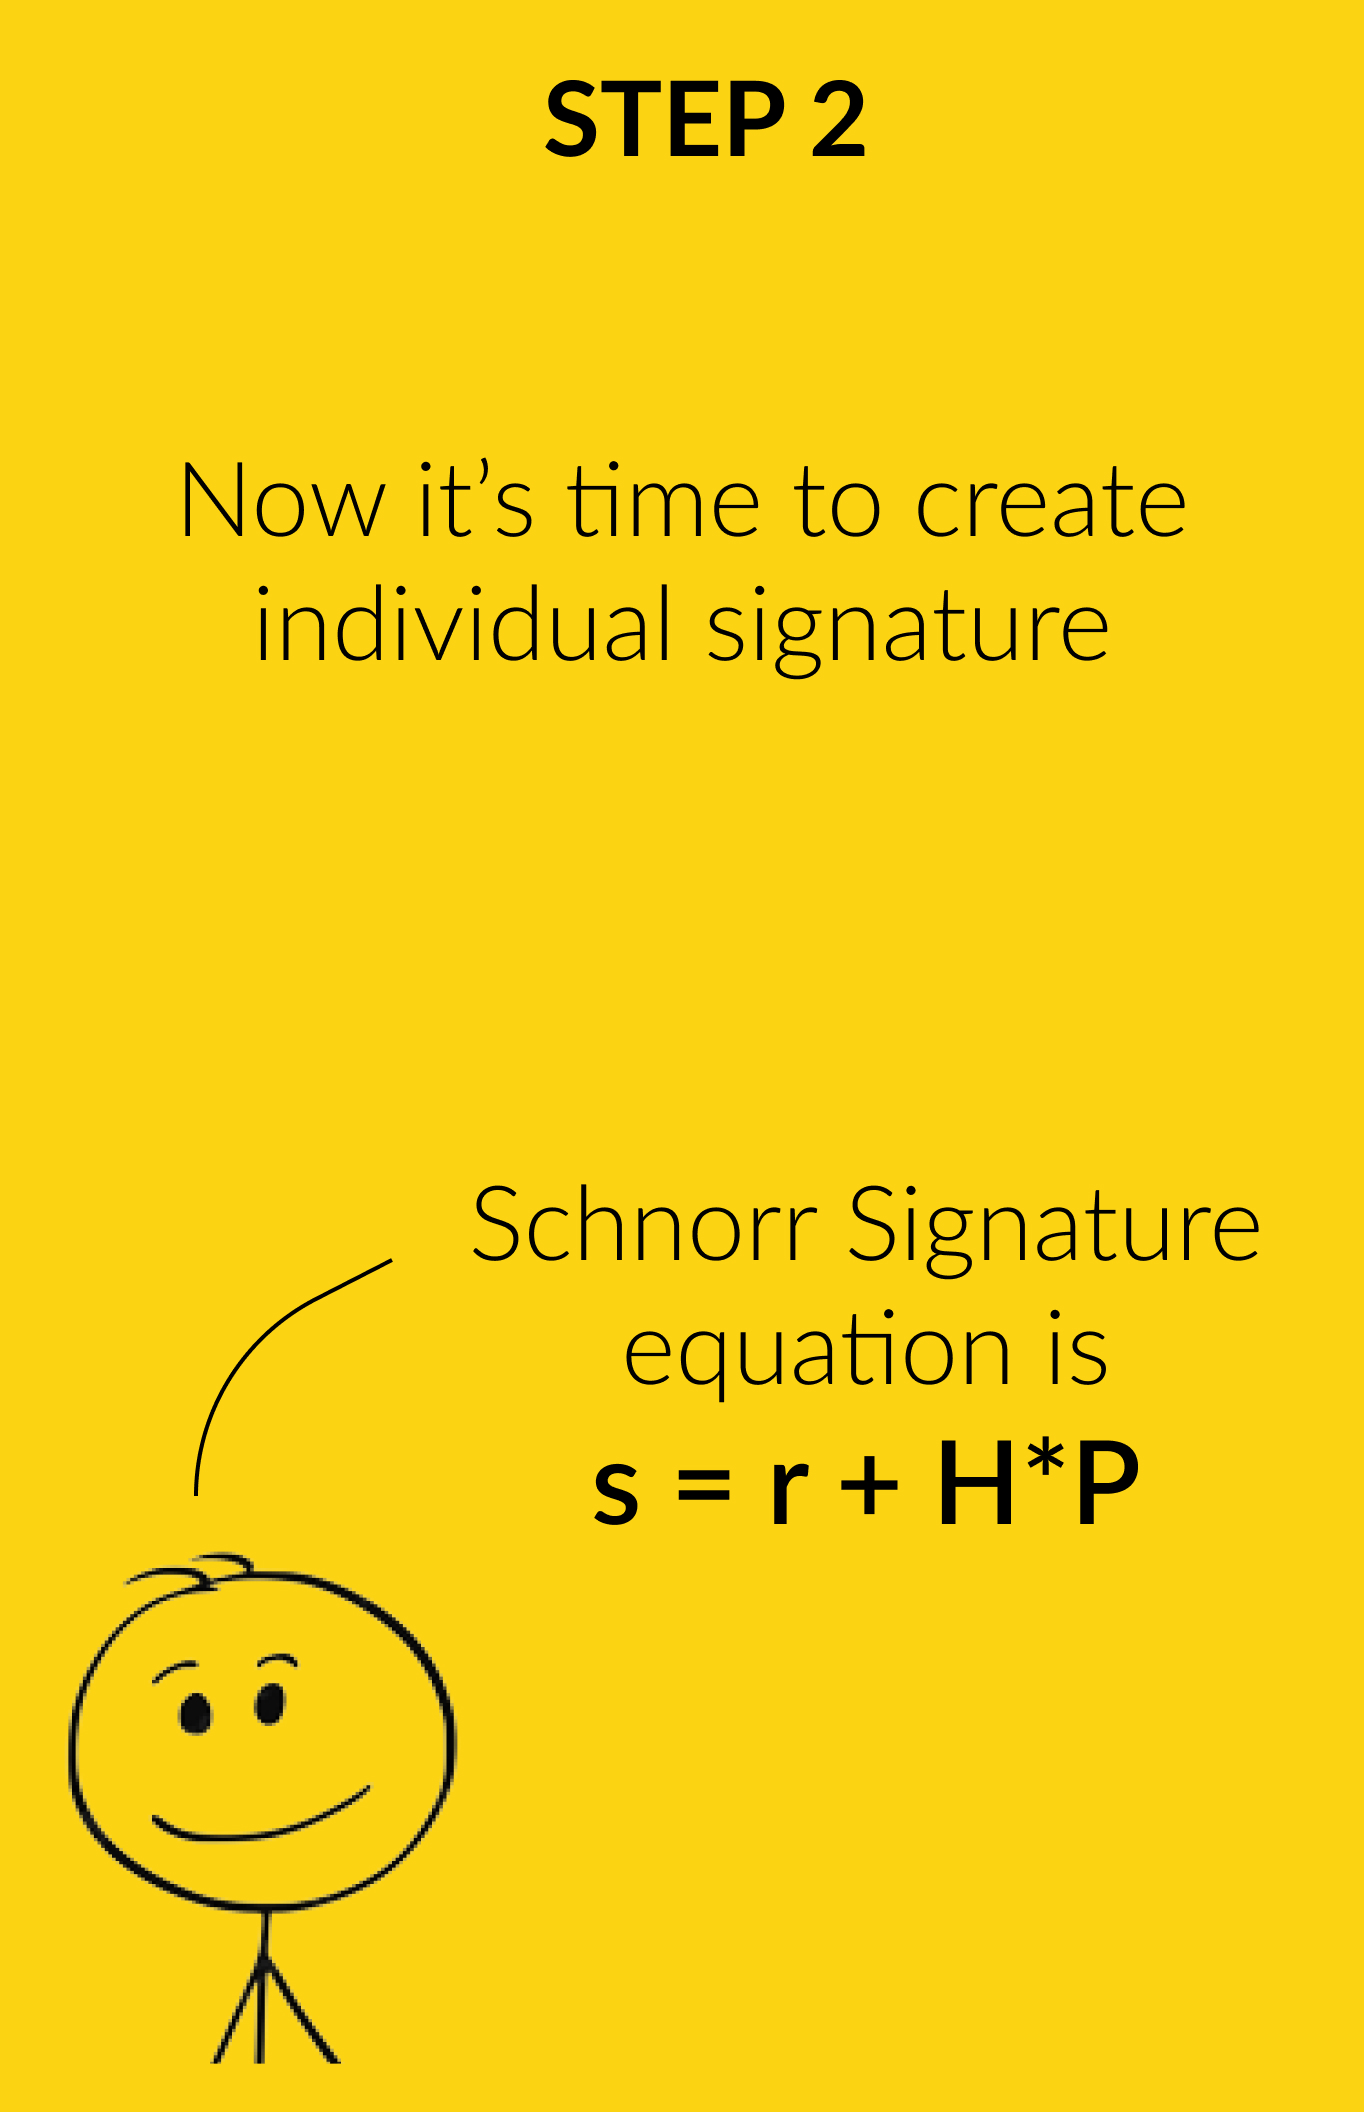 STEP 2
Now it’s time to create
individual signature
Schnorr Signature
equation is
s = r + H*P